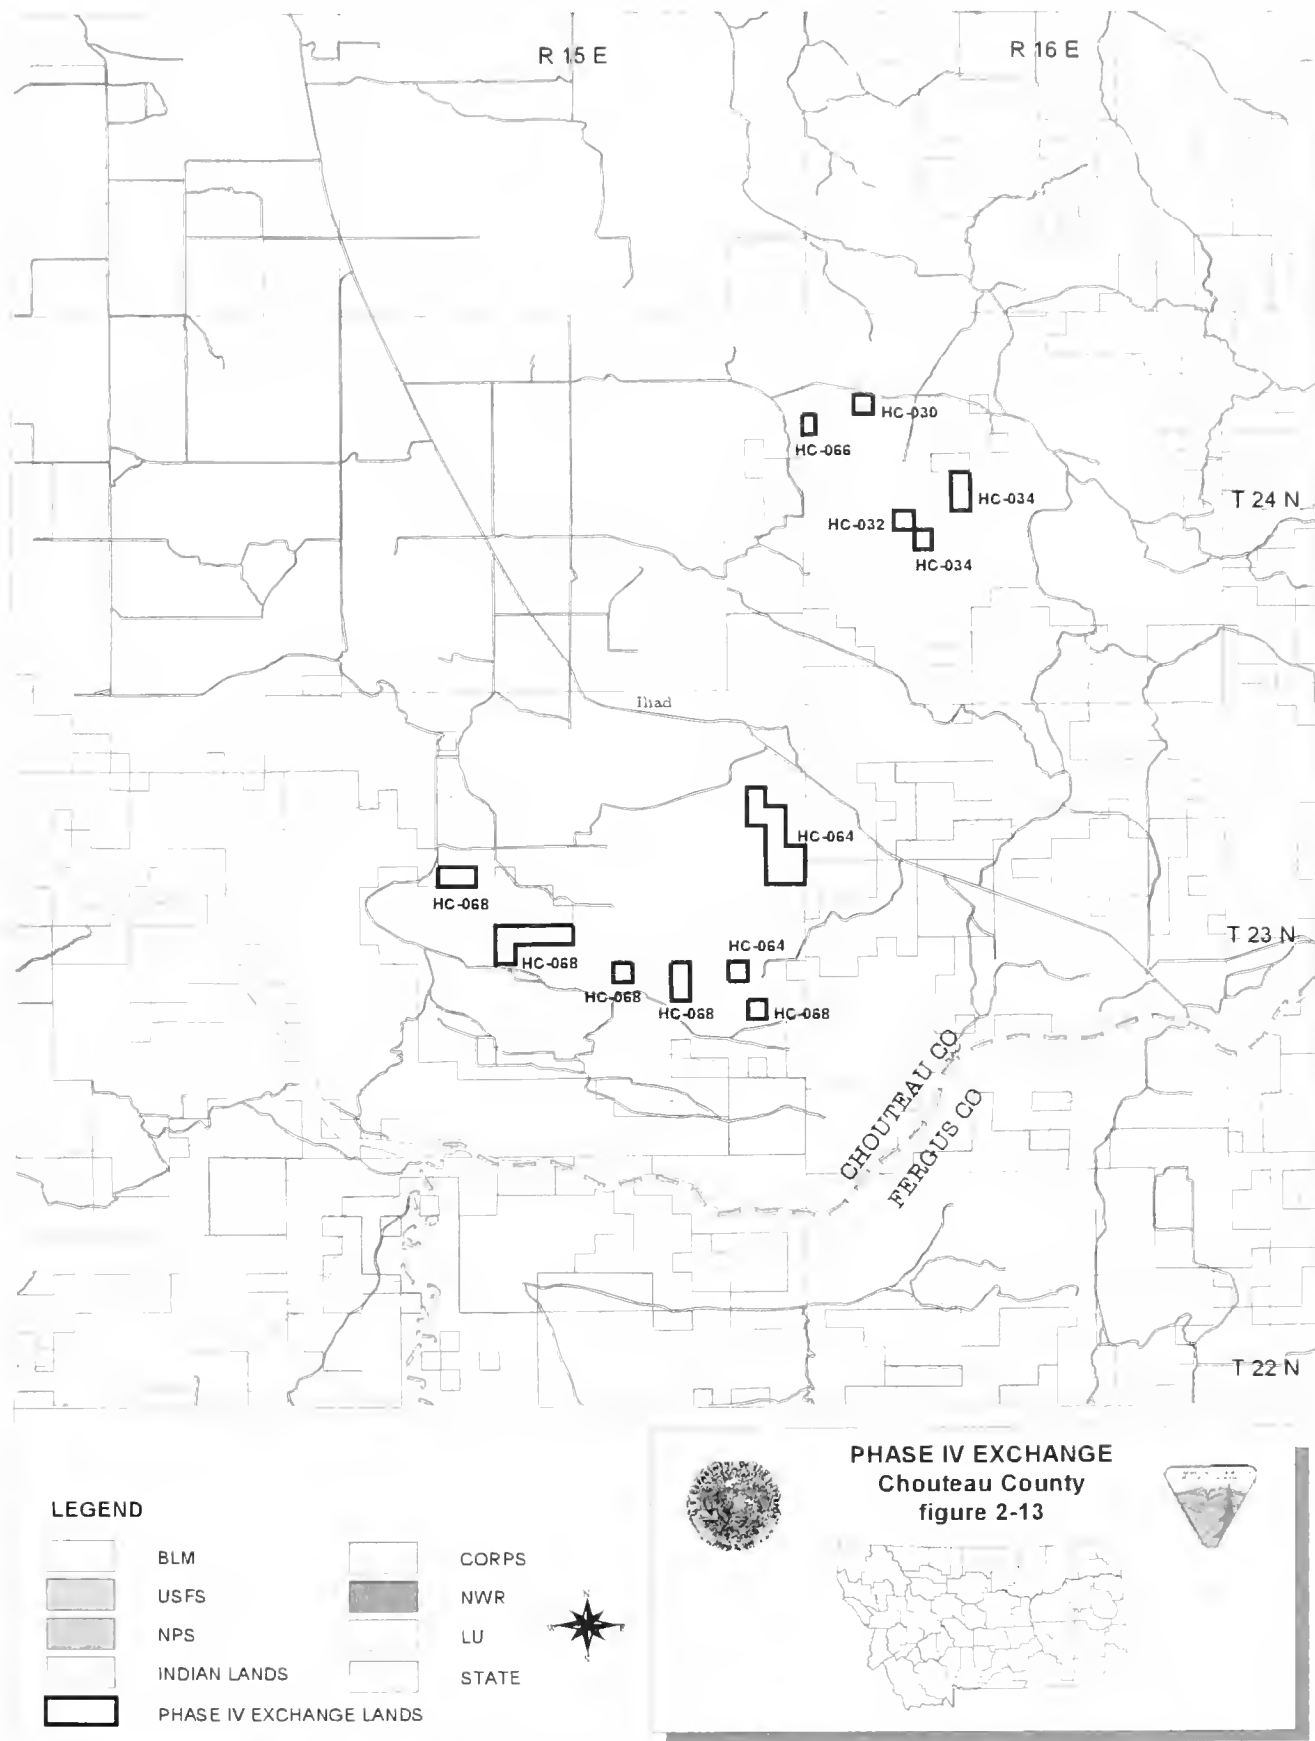 R 15 E
R 16 E
HC-030
HC-066
HC-034
T 24 N
HC-032
HC-034
Iliad
HC-064
HC-068
T 23 N
HC-064
HC-068
HC-068
HC-068
HC-068
CHOUTEAU CO
FERGUS CO
T 22 N
PHASE IV EXCHANGE
Chouteau County
figure 2-13
LEGEND
BLM
CORPS
USFS
NWR
NPS
LU
INDIAN LANDS
STATE
PHASE IV EXCHANGE LANDS
N
W
E
S